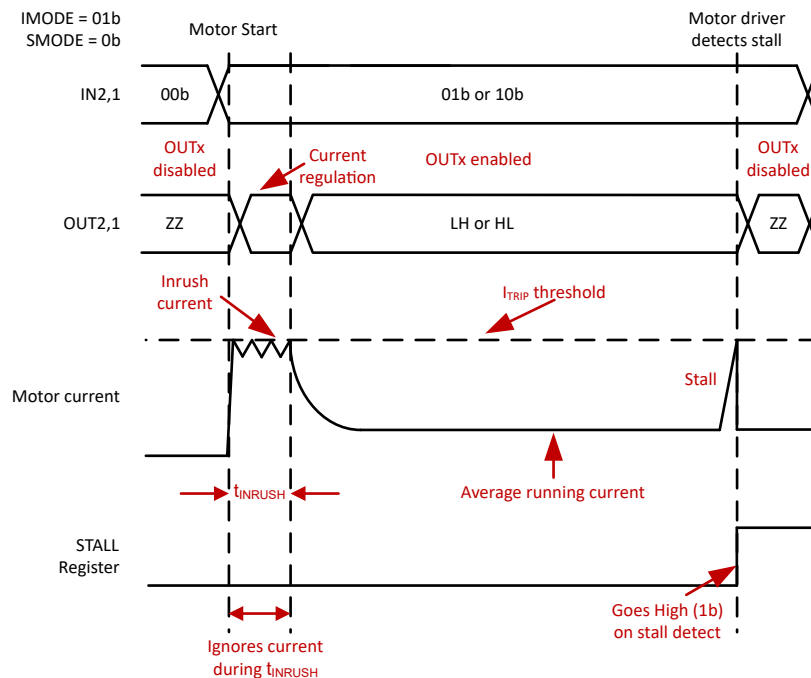 IMODE = 01b
SMODE = 0b
Motor Start
Motor driver
detects stall
IN2,1
00b
01b or 10b
OUTx
disabled
Current
regulation
OUTx enabled
OUTx
disabled
OUT2,1
ZZ
LH or HL
ZZ
Inrush
current
ITRIP threshold
Motor current
Stall
tINRUSH
Average running current
STALL
Register
Goes High (1b)
on stall detect
Ignores current
during tINRUSH